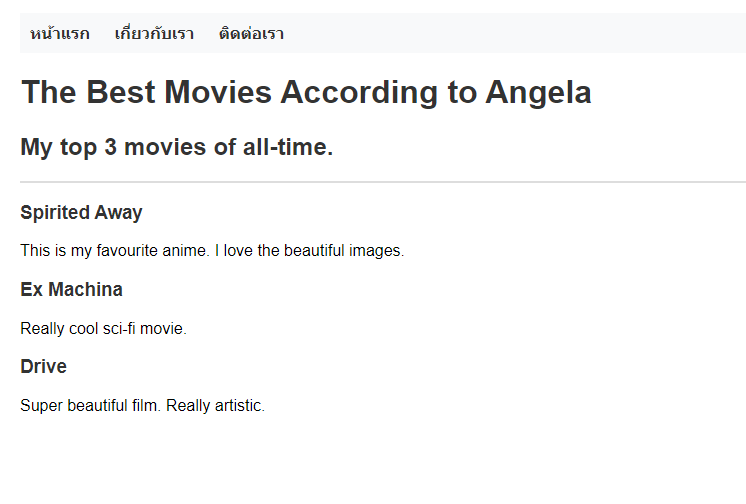 หน้าแรก เกี่ยวกับเรา ติดต่อเรา
The Best Movies According to Angela
My top 3 movies of all-time.
Spirited Away
This is my favourite anime. I love the beautiful images.
Ex Machina
Really cool sci-fi movie.
Drive
Super beautiful film. Really artistic.